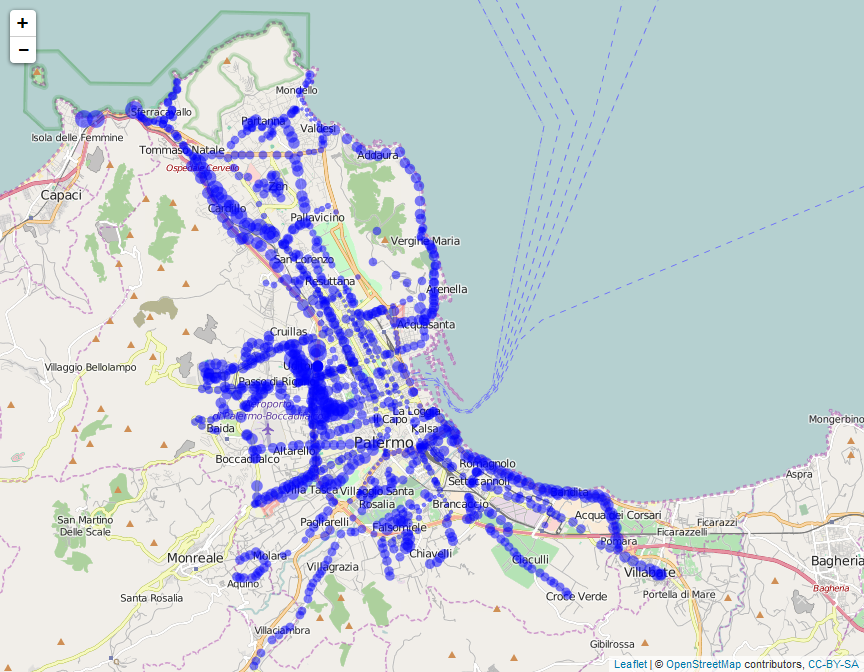 +
−
Mondello
Sferracavallo
Partanna
Valdesi
Isola delle Femmine
Tommaso Natale
Addaura
Ospedale Cervello
Zen
Capaci
Cardillo
Pallavicino
Vergine Maria
San Lorenzo
Resuttana
Arenella
Acquasanta
Cruillas
Villaggio Bellolampo
Passo di Rig
Aeroporto
di Palermo-Boccadifa
La Loggia
Il Capo
Kalsa
Mongerbino
Baida
Palermo
Altarello
Boccadifalco
Romagnolo
Aspra
Settecannoli
Villa Tasca
Villaggio Santa
Rosalia
Bandita
Brancaccio
Acqua dei Corsari
San Martino
Delle Scale
Pagliarelli
Falsomiele
Ficarazzi
Ficarazzelli
Pomara
Monreale
Molara
Chiavelli
Ciaculli
Bagheria
Villagrazia
Aquino
Villabate
Bagheria
Santa Rosalia
Croce Verde
Portella di Mare
Villaciambra
Gibilrossa
Leaflet | © OpenStreetMap contributors, CC-BY-SA